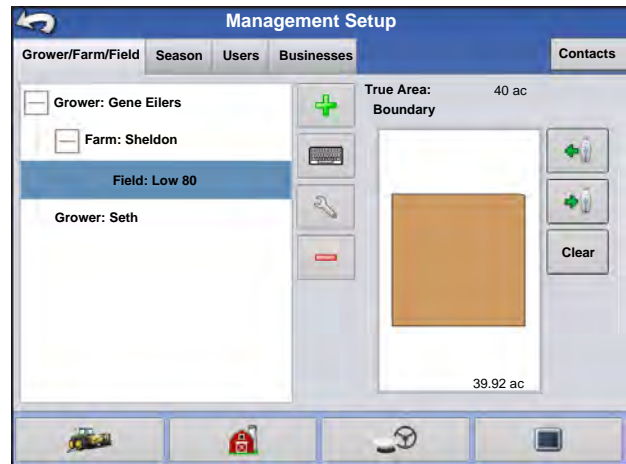 Management Setup
Grower/Farm/Field Season Users Businesses Contacts
Grower: Gene Eilers
Farm: Sheldon
Field: Low 80
Grower: Seth
True Area: 40 ac
Boundary
Clear
39.92 ac